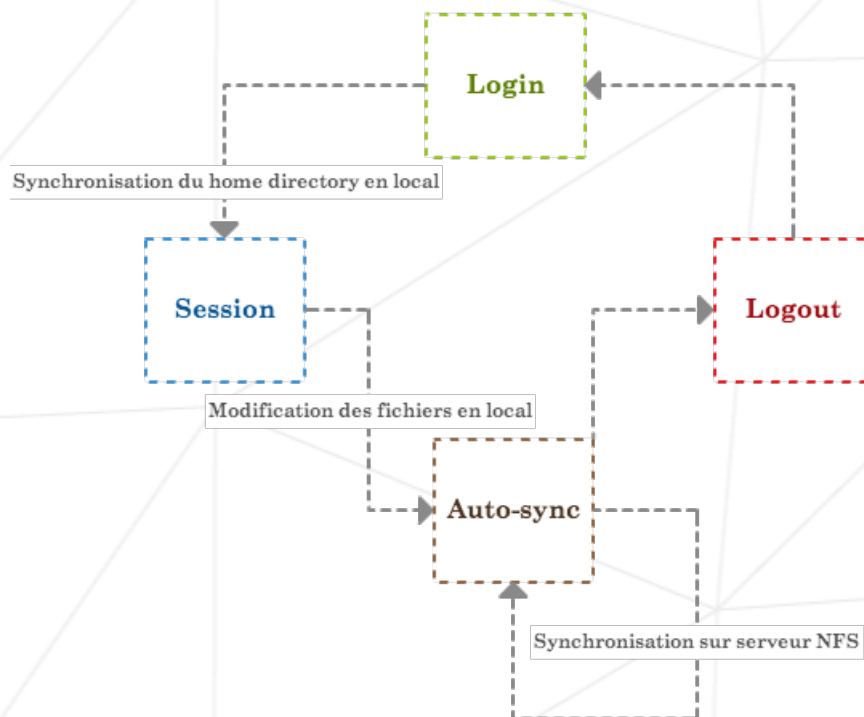 Login
Synchronisation du home directory en local
Session
Logout
Modification des fichiers en local
Auto-sync
Synchronisation sur serveur NFS